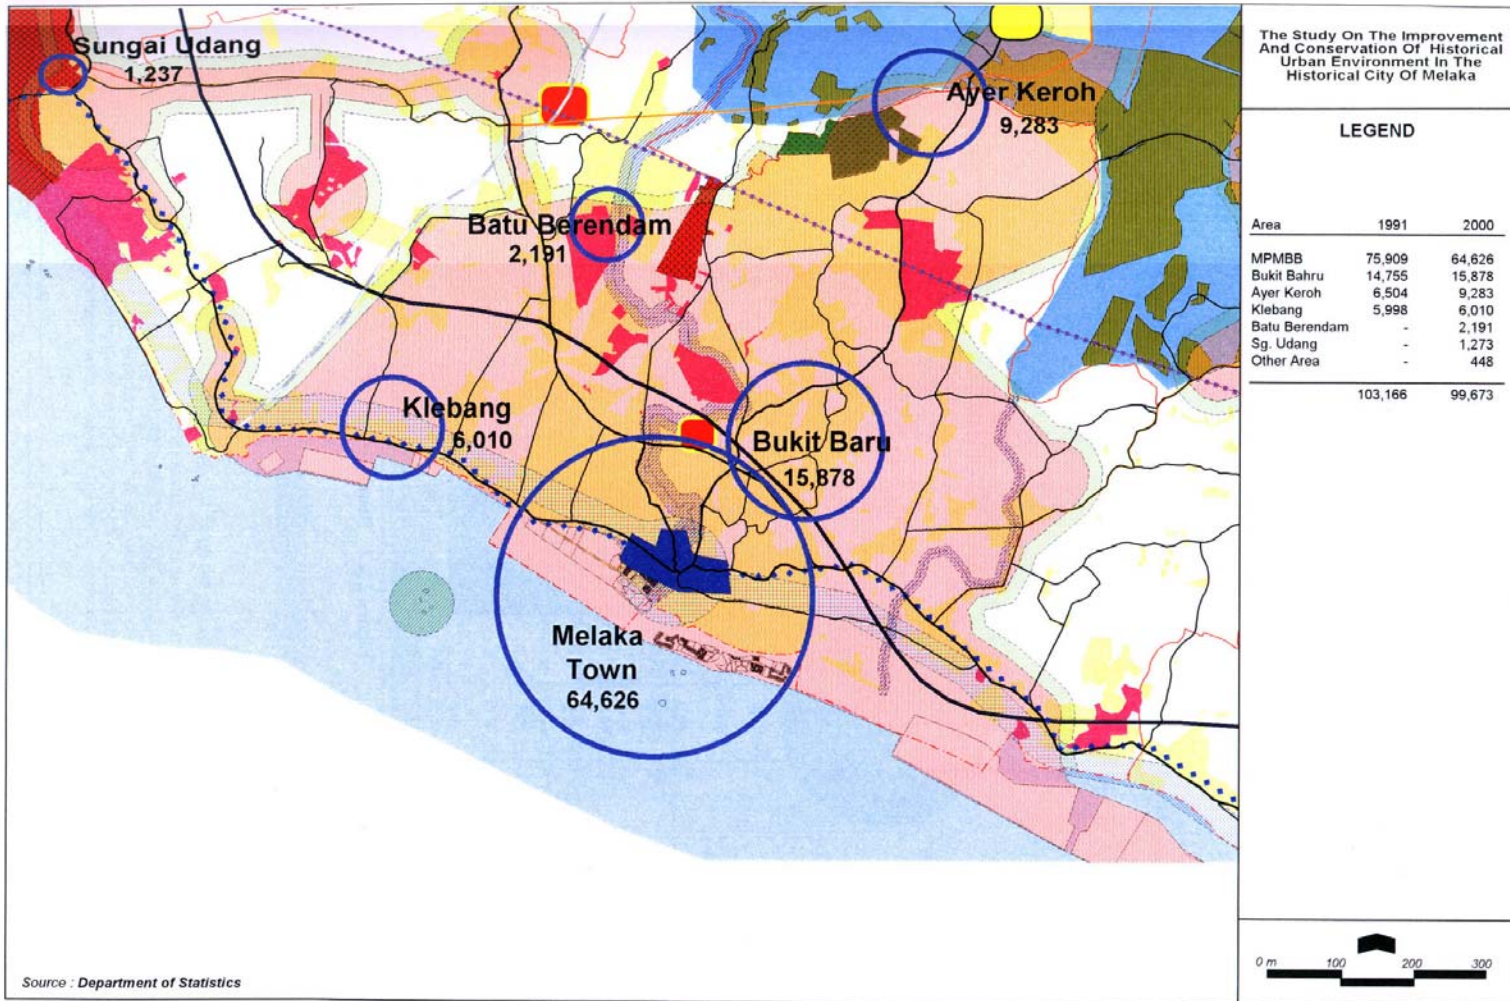 Sungai Udang
1,237
Ayer Keroh
9,283
Batu Berendam
2,191
Klebang
6,010
Bukit Baru
15,878
Melaka
Town
64,626
Source : Department of Statistics
The Study On The Improvement
And Conservation Of Historical
Urban Environment In The
Historical City Of Melaka
LEGEND
Area 1991 2000
MPMBB 75,909 64,626
Bukit Bahru 14,755 15,878
Ayer Keroh 6,504 9,283
Klebang 5,998 6,010
Batu Berendam - 2,191
Sg. Udang - 1,273
Other Area - 448
103,166 99,673
0 m 100 200 300